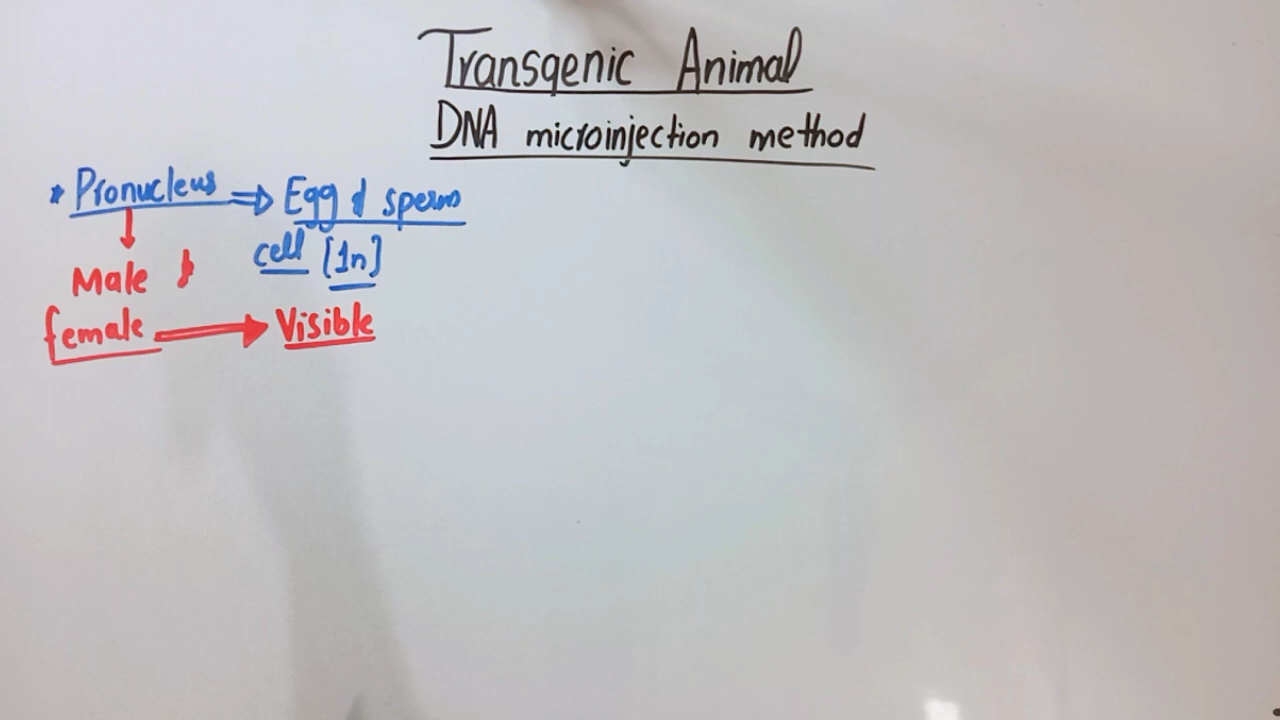 Transgenic Animal
DNA microinjection method
* Pronucleus ⇒ Egg & sperm
cell [1n]
↓
Male &
female → Visible